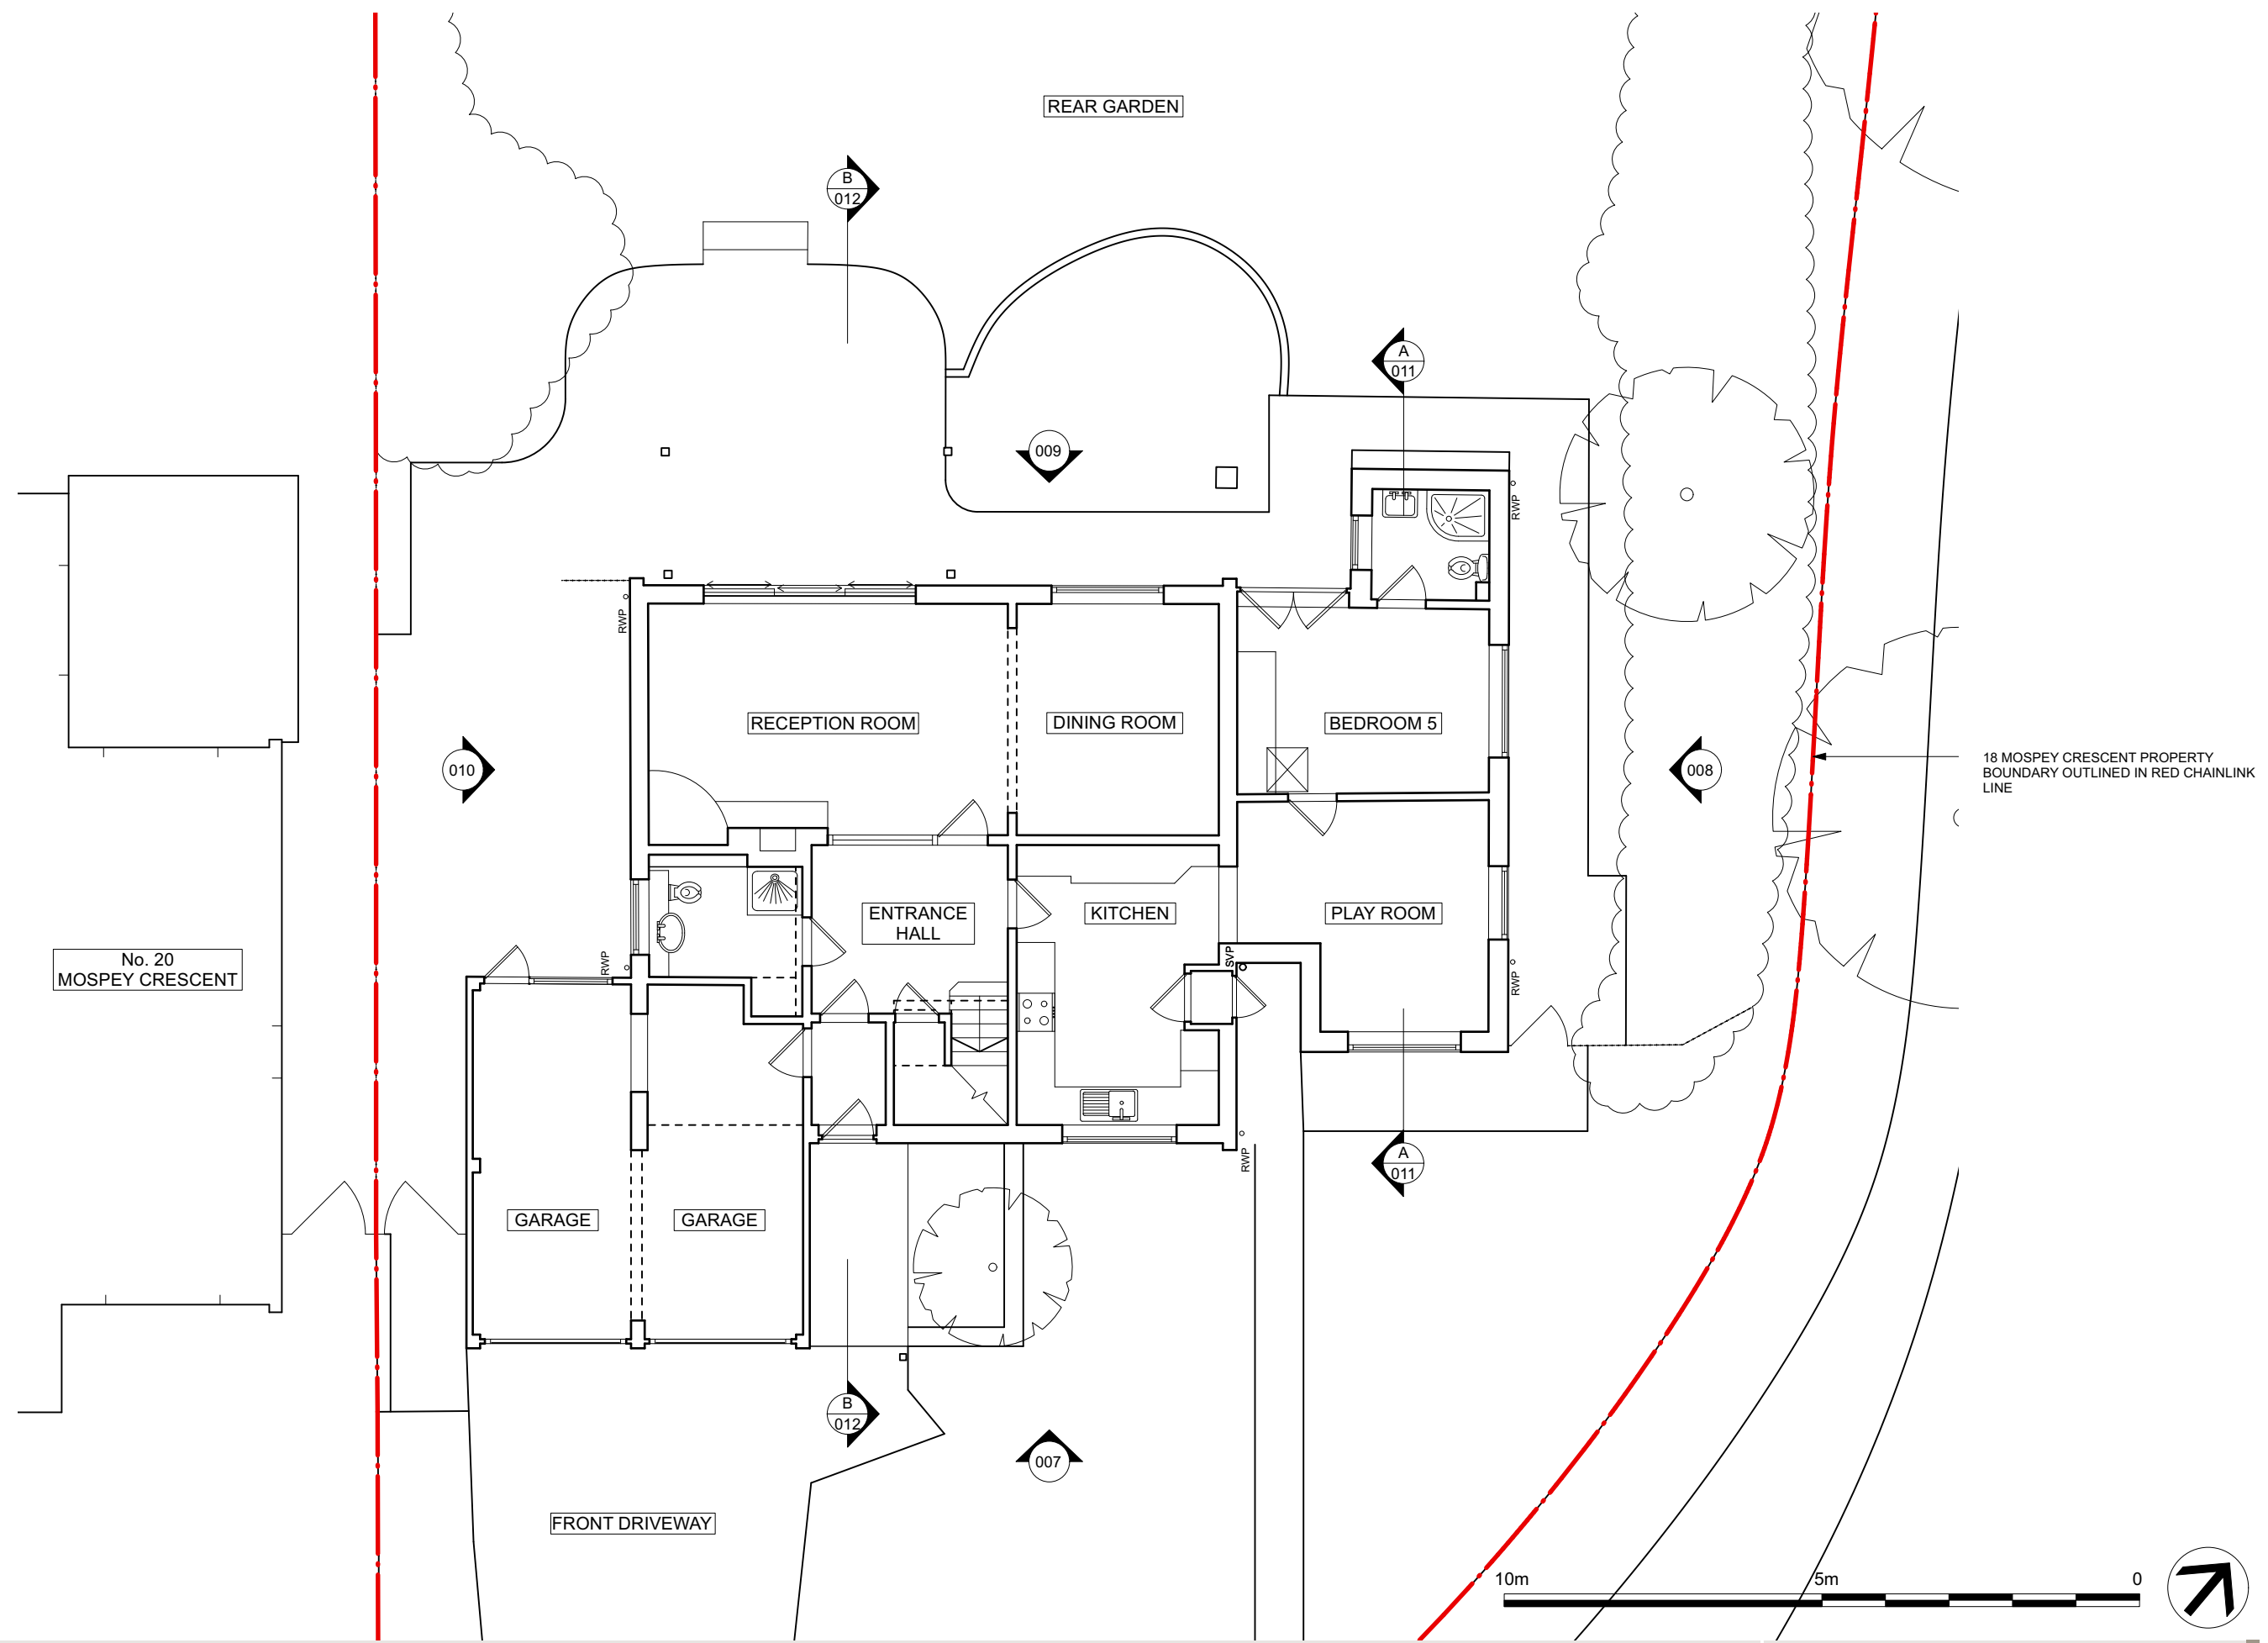 REAR GARDEN
B
012
A
011
009
RWP
RWP
RECEPTION ROOM
DINING ROOM
BEDROOM 5
010
008
18 MOSPEY CRESCENT PROPERTY
BOUNDARY OUTLINED IN RED CHAINLINK
LINE
ENTRANCE
HALL
KITCHEN
PLAY ROOM
No. 20
MOSPEY CRESCENT
RWP
SVP
RWP
RWP
A
011
GARAGE
GARAGE
B
012
007
FRONT DRIVEWAY
10m
5m
0